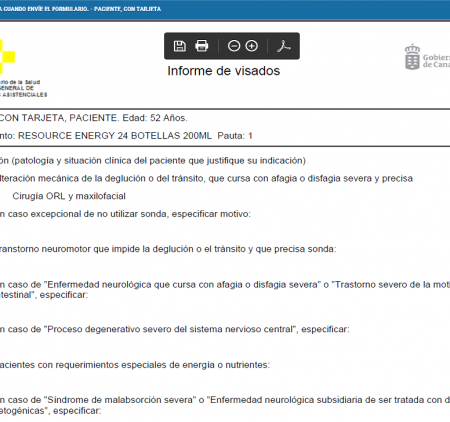 A CUANDO ENVÍE EL FORMULARIO. - PACIENTE, CON TARJETA
Informe de visados
Gobier
de Cana
rio de la Salud
GENERAL DE
S ASISTENCIALES
CON TARJETA, PACIENTE. Edad: 52 Años.
nto: RESOURCE ENERGY 24 BOTELLAS 200ML Pauta: 1
ón (patología y situación clínica del paciente que justifique su indicación)
lteración mecánica de la deglución o del tránsito, que cursa con afagia o disfagia severa y precisa
Cirugía ORL y maxilofacial
n caso excepcional de no utilizar sonda, especificar motivo:
ranstorno neuromotor que impide la deglución o el tránsito y que precisa sonda:
n caso de "Enfermedad neurológica que cursa con afagia o disfagia severa" o "Trastorno severo de la moti
ntestinal", especificar:
n caso de "Proceso degenerativo severo del sistema nervioso central", especificar:
acientes con requerimientos especiales de energía o nutrientes:
n caso de "Síndrome de malabsorción severa" o "Enfermedad neurológica subsidiaria de ser tratada con d
etogénicas", especificar: